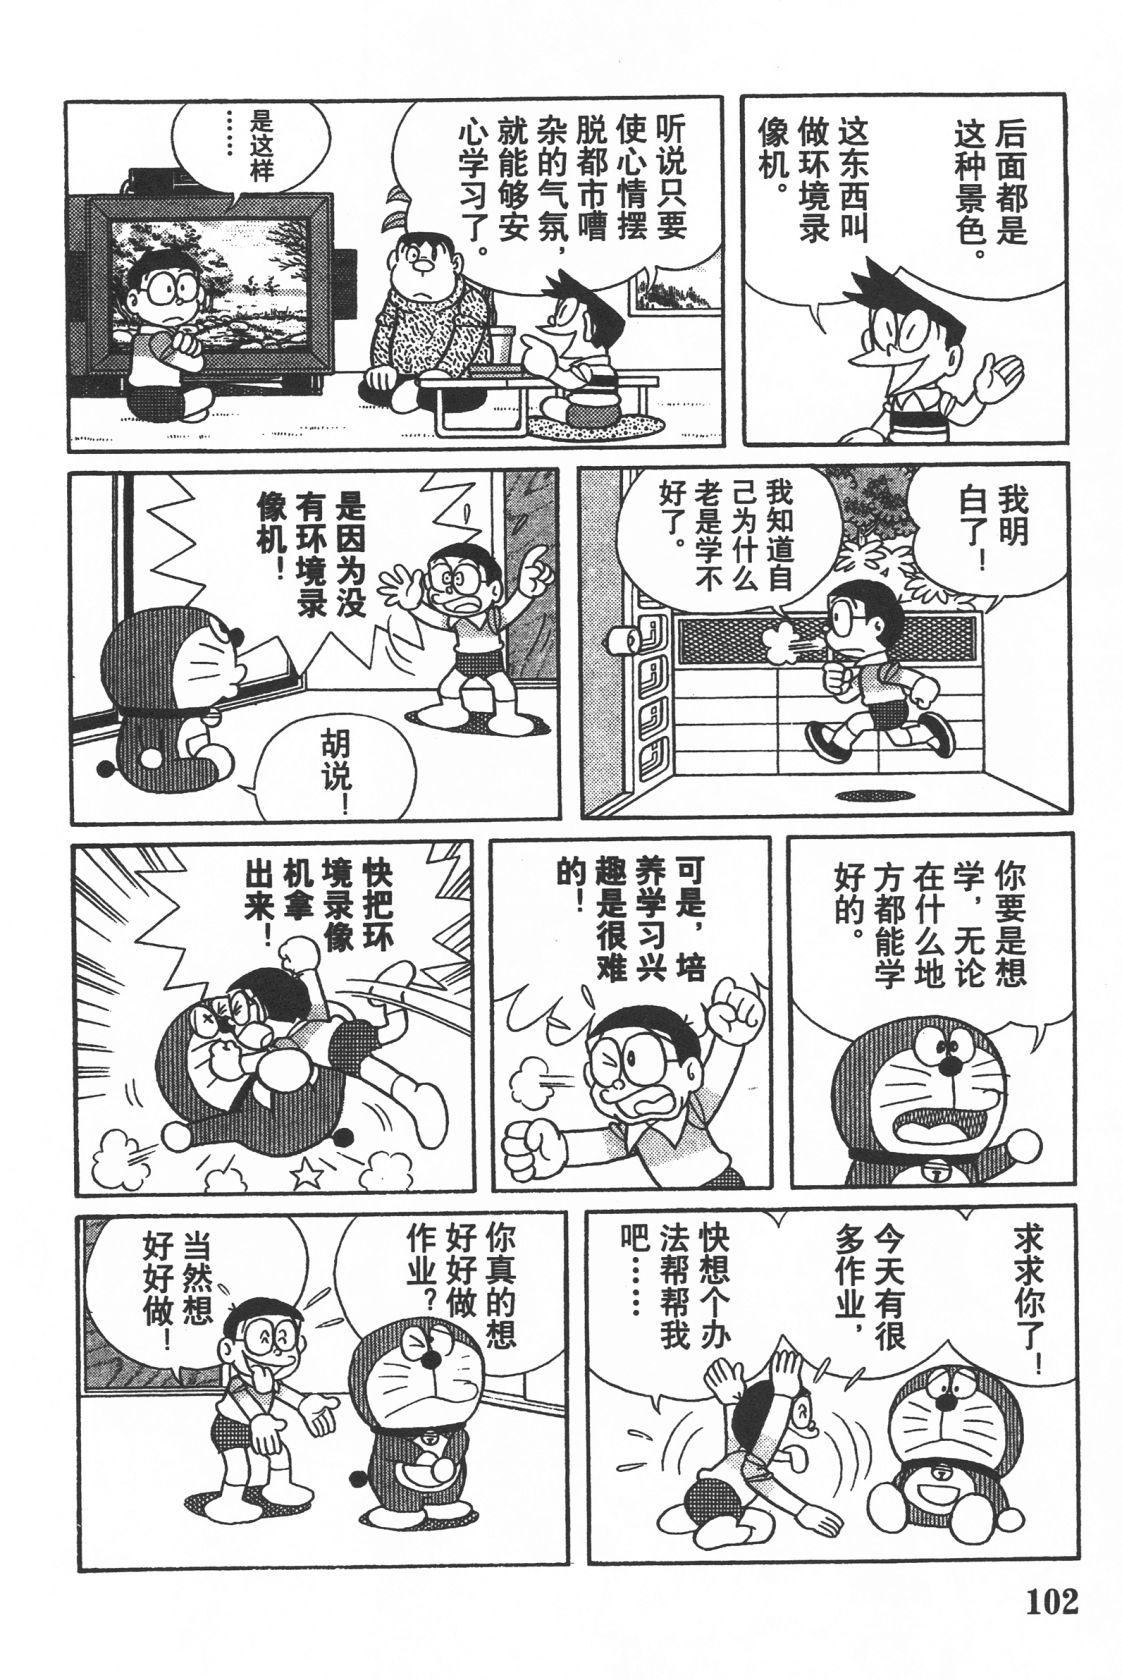 后面都是
这种景色。
这东西叫
做环境录
像机。
听说只要
使心情摆
脱都市嘈
杂的气氛，
就能够安
心学习了。
是这样
……
我明
白了！
我知道自
己为什么
老是学不
好了。
是因为没
有环境录
像机！
胡说！
你要是想
学，无论
在什么地
方都能学
好的。
可是，培
养学习兴
趣是很难
的！
快把环
境录像
机拿
出来！
求求你了！
今天有很
多作业，
快想个办
法帮帮我
吧……
你真的想
好好做
作业？
当然想
好好做！
102